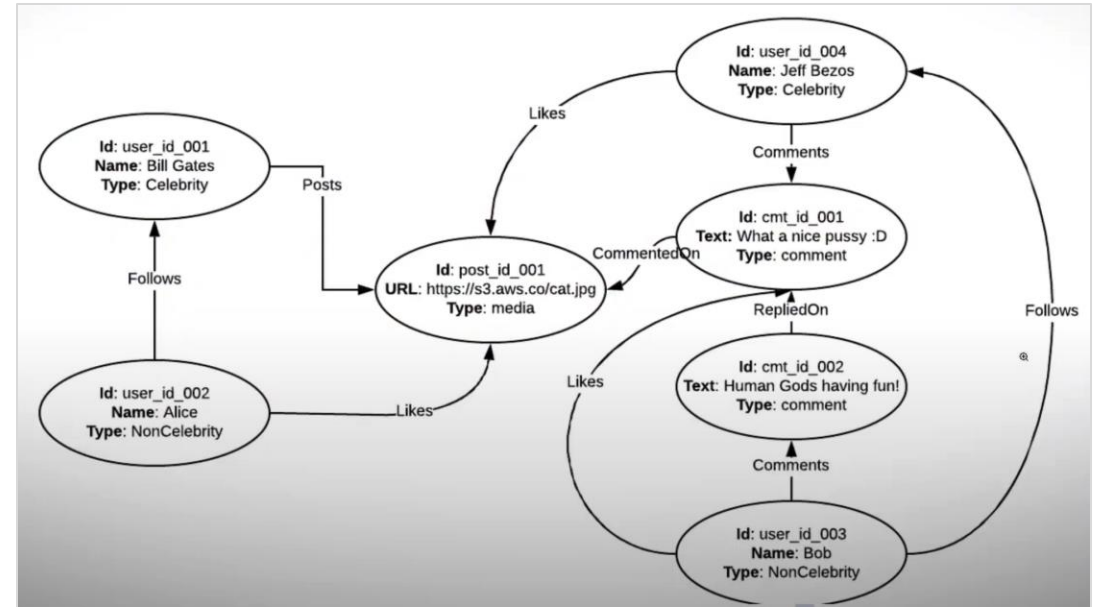 Id: user_id_004
Name: Jeff Bezos
Type: Celebrity
Likes
Id: user_id_001
Name: Bill Gates
Type: Celebrity
Comments
Posts
Id: cmt_id_001
Text: What a nice pussy :D
Type: comment
CommentedOn
Follows
Id: post_id_001
URL: https://s3.aws.co/cat.jpg
Type: media
RepliedOn
Follows
Id: user_id_002
Name: Alice
Type: NonCelebrity
Likes
Likes
Id: cmt_id_002
Text: Human Gods having fun!
Type: comment
Comments
Id: user_id_003
Name: Bob
Type: NonCelebrity